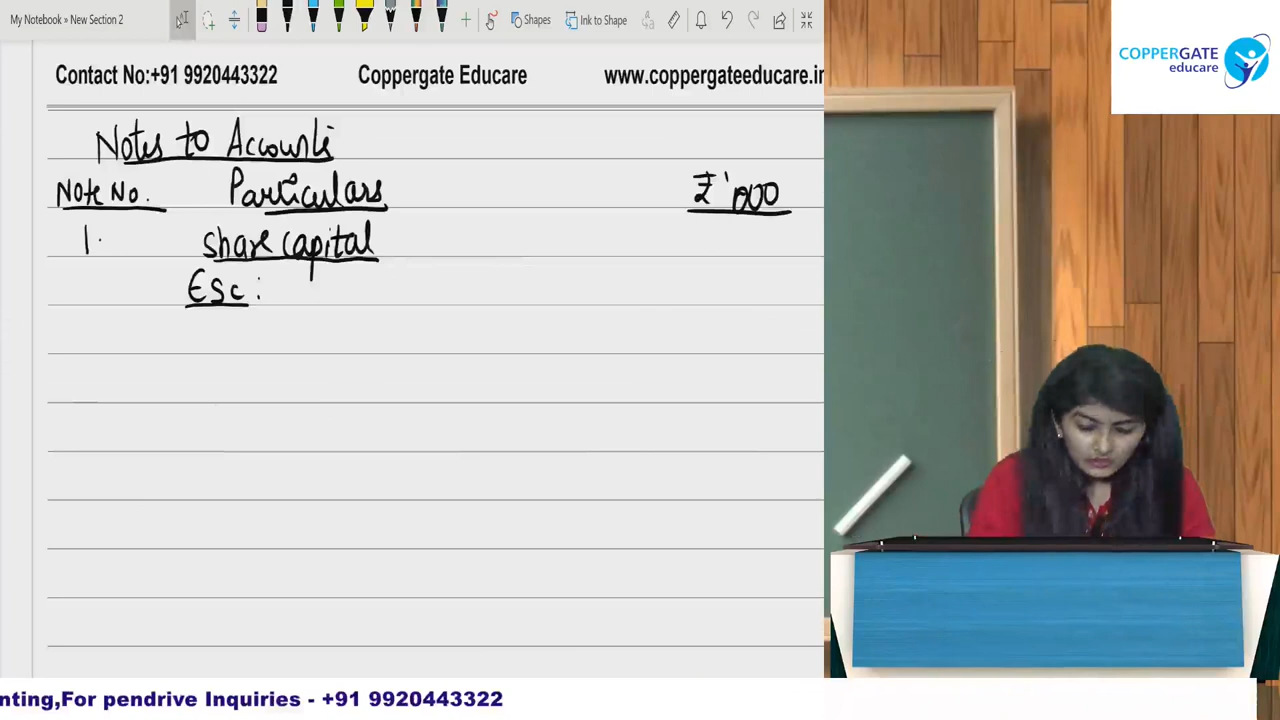 My Notebook » New Section 2
Shapes
Ink to Shape
Contact No:+91 9920443322 Coppergate Educare www.coppergateeducare.in
COPPERGATE
educare
Notes to Accounts
Note No. Particulars ₹'000
1. Share Capital
ESC:
nting,For pendrive Inquiries - +91 9920443322